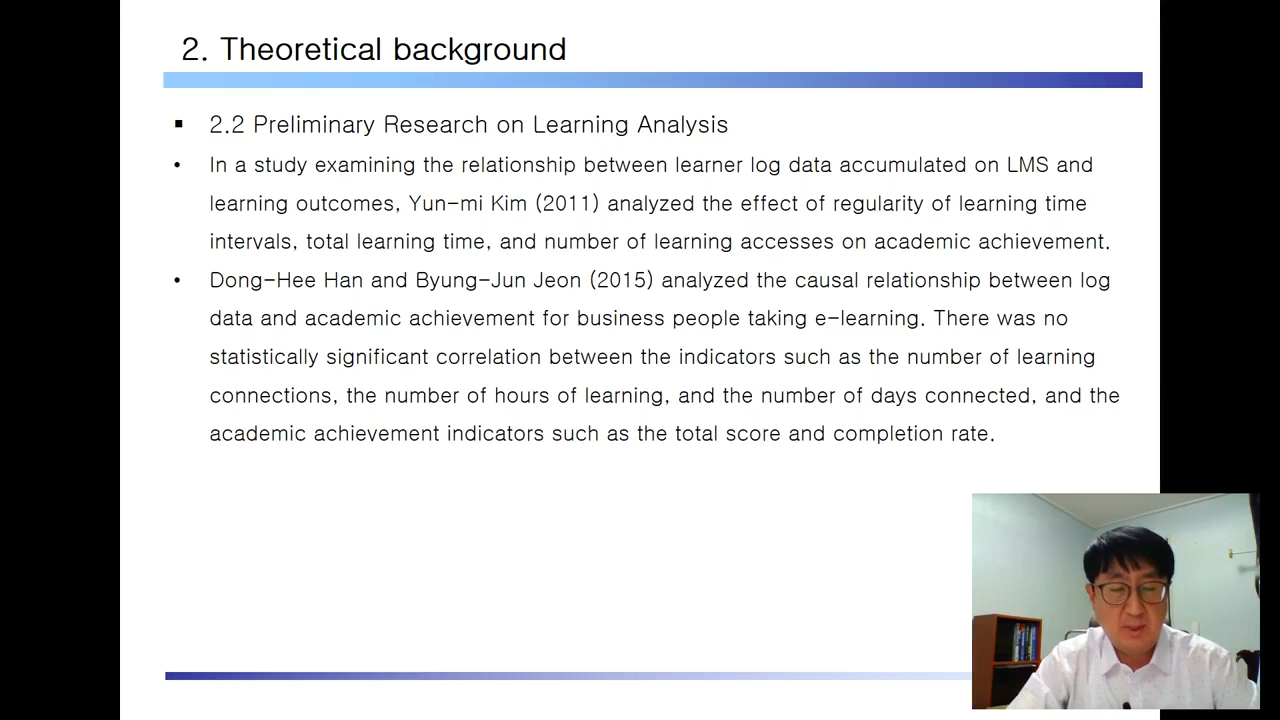 2. Theoretical background
▪ 2.2 Preliminary Research on Learning Analysis
• In a study examining the relationship between learner log data accumulated on LMS and
learning outcomes, Yun-mi Kim (2011) analyzed the effect of regularity of learning time
intervals, total learning time, and number of learning accesses on academic achievement.
• Dong-Hee Han and Byung-Jun Jeon (2015) analyzed the causal relationship between log
data and academic achievement for business people taking e-learning. There was no
statistically significant correlation between the indicators such as the number of learning
connections, the number of hours of learning, and the number of days connected, and the
academic achievement indicators such as the total score and completion rate.